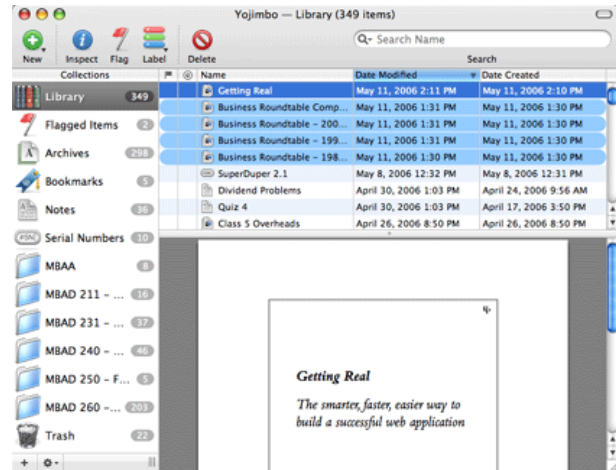 Yojimbo — Library (349 items)
New Inspect Flag Label Delete Search Name Search
Collections Name Date Modified Date Created
Library 349
Flagged Items 2
Archives 298
Bookmarks 5
Notes 36
Serial Numbers 10
MBAA 8
MBAD 211 – ... 16
MBAD 231 – ... 37
MBAD 240 – ... 46
MBAD 250 – F... 5
MBAD 260 –... 203
Trash 22
Getting Real May 11, 2006 2:11 PM May 11, 2006 2:10 PM
Business Roundtable Comp... May 11, 2006 1:31 PM May 11, 2006 1:30 PM
Business Roundtable – 200... May 11, 2006 1:31 PM May 11, 2006 1:30 PM
Business Roundtable – 199... May 11, 2006 1:31 PM May 11, 2006 1:30 PM
Business Roundtable – 198... May 11, 2006 1:30 PM May 11, 2006 1:30 PM
SuperDuper 2.1 May 8, 2006 12:32 PM May 8, 2006 12:31 PM
Dividend Problems April 30, 2006 1:03 PM April 24, 2006 9:56 AM
Quiz 4 April 30, 2006 1:03 PM April 17, 2006 3:50 PM
Class 5 Overheads April 26, 2006 8:50 PM April 26, 2006 8:50 PM
Getting Real
The smarter, faster, easier way to
build a successful web application